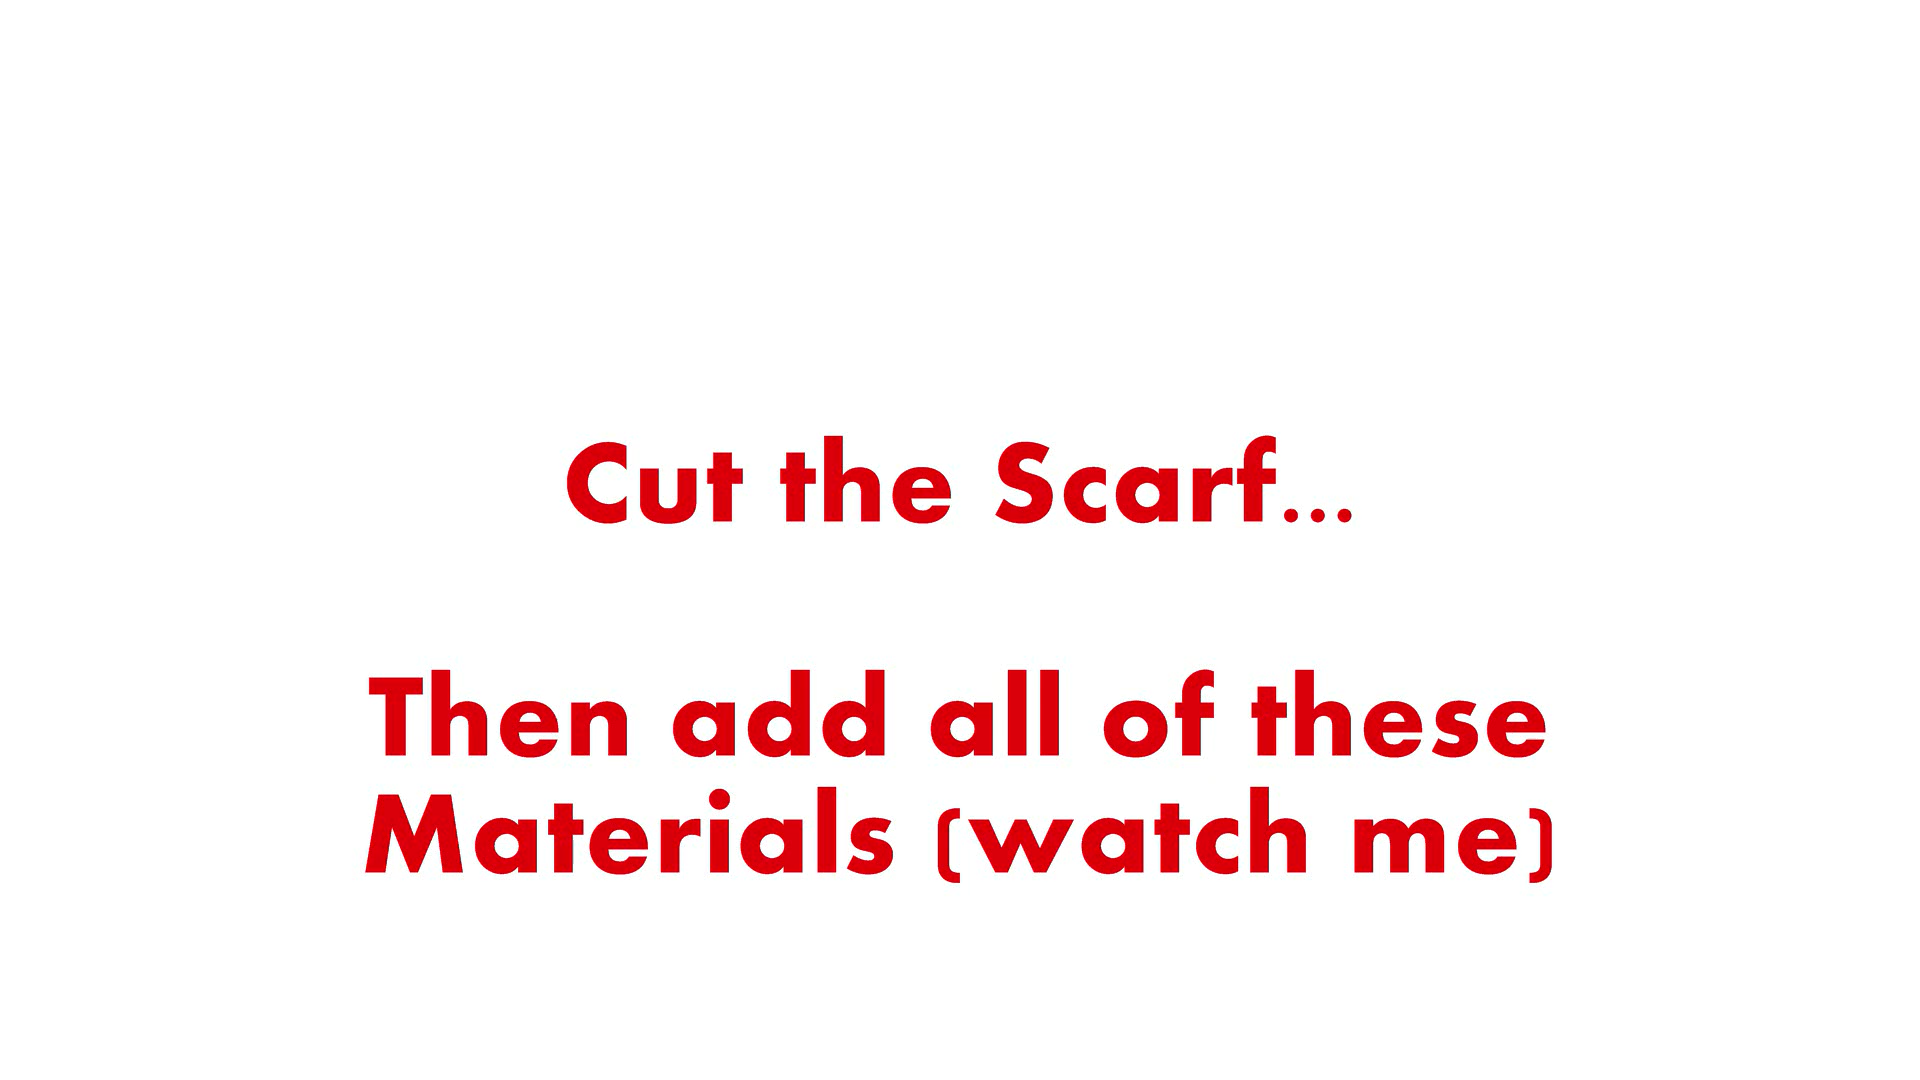 Cut the Scarf...
Then add all of these
Materials (watch me)